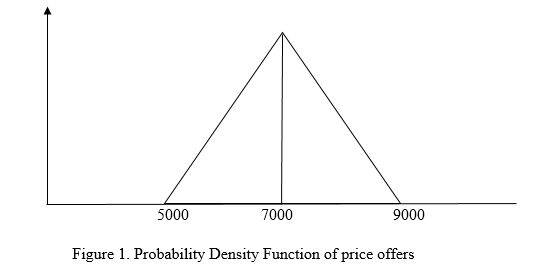 5000 7000 9000
Figure 1. Probability Density Function of price offers